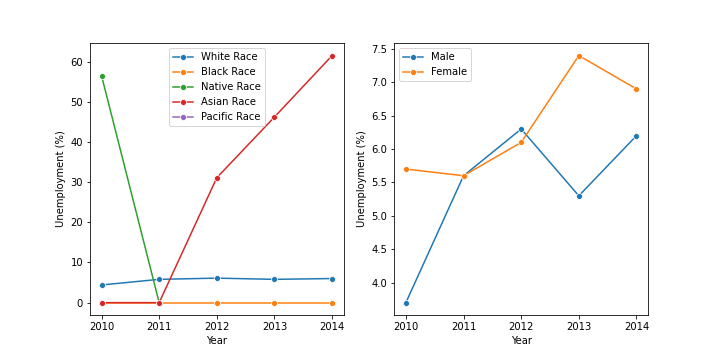 White Race
Black Race
Native Race
Asian Race
Pacific Race
60
50
40
30
20
10
0
Unemployment (%)
2010 2011 2012 2013 2014
Year
Male
Female
7.5
7.0
6.5
6.0
5.5
5.0
4.5
4.0
Unemployment (%)
2010 2011 2012 2013 2014
Year